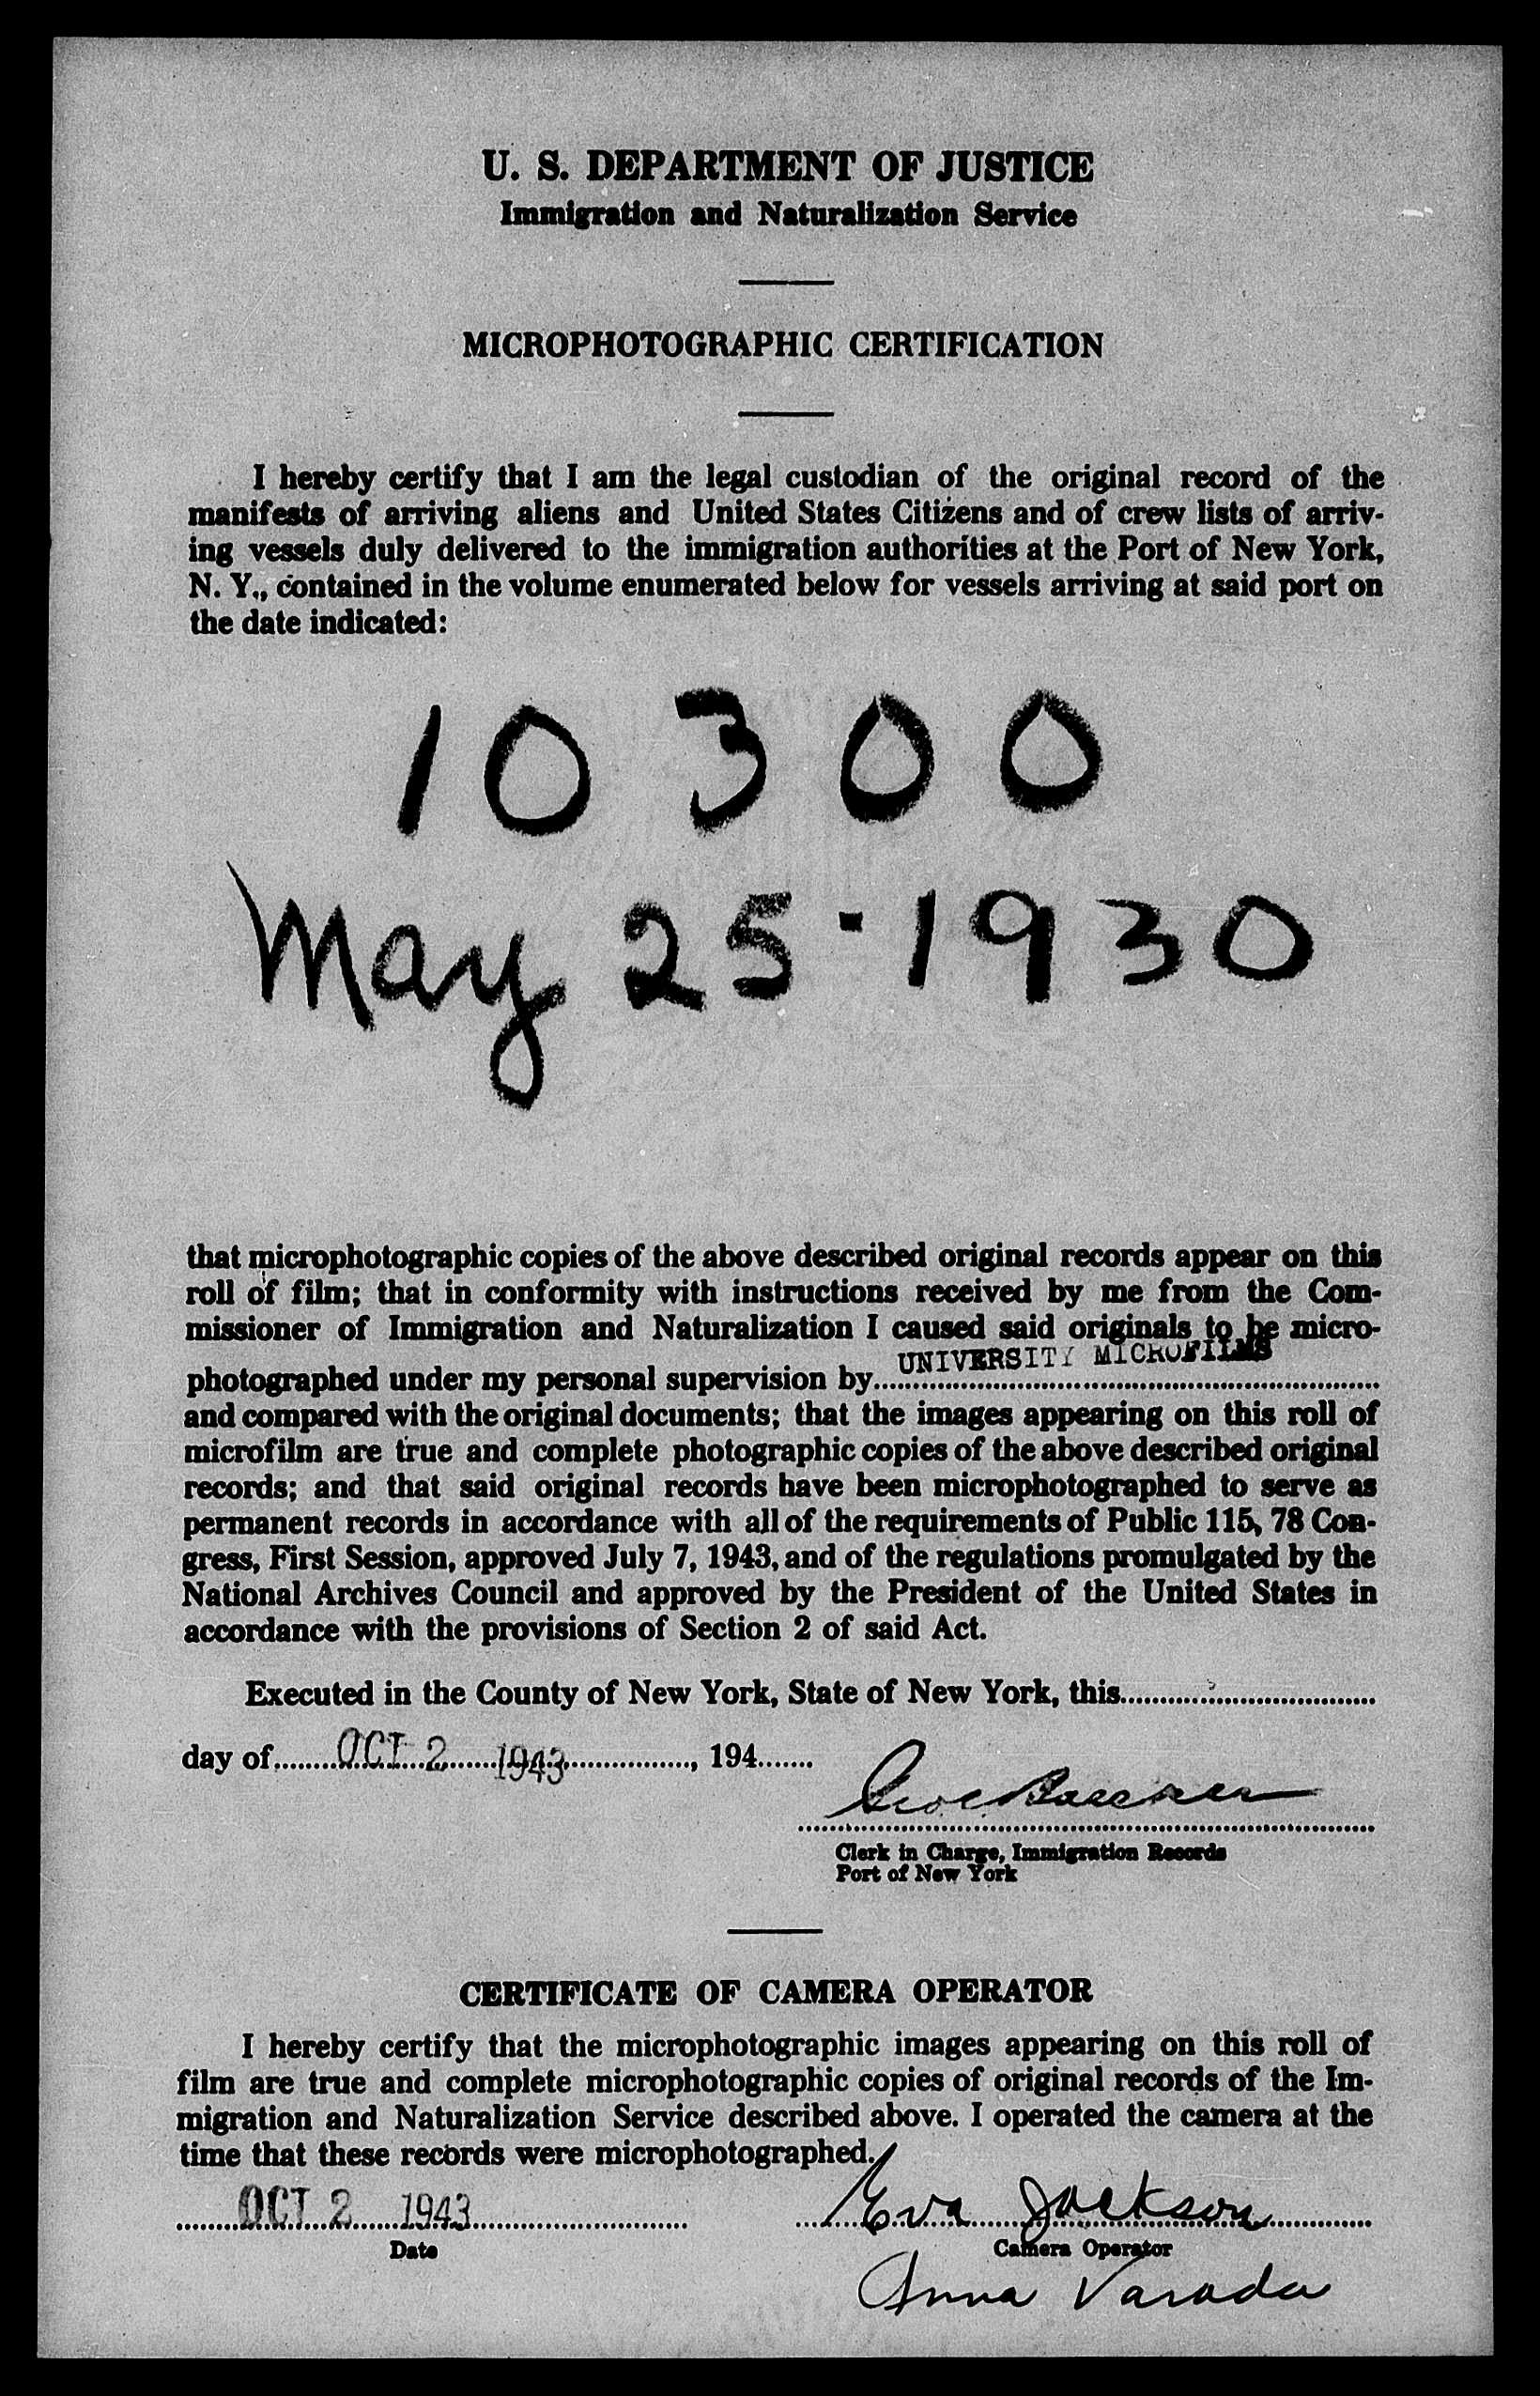 U. S. DEPARTMENT OF JUSTICE
Immigration and Naturalization Service
MICROPHOTOGRAPHIC CERTIFICATION
I hereby certify that I am the legal custodian of the original record of the
manifests of arriving aliens and United States Citizens and of crew lists of arriv-
ing vessels duly delivered to the immigration authorities at the Port of New York,
N. Y., contained in the volume enumerated below for vessels arriving at said port on
the date indicated:
10300
May 25-1930
that microphotographic copies of the above described original records appear on this
roll of film; that in conformity with instructions received by me from the Com-
missioner of Immigration and Naturalization I caused said originals to be micro-
photographed under my personal supervision by UNIVERSITY MICROFILMS
and compared with the original documents; that the images appearing on this roll of
microfilm are true and complete photographic copies of the above described original
records; and that said original records have been microphotographed to serve as
permanent records in accordance with all of the requirements of Public 115, 78 Con-
gress, First Session, approved July 7, 1943, and of the regulations promulgated by the
National Archives Council and approved by the President of the United States in
accordance with the provisions of Section 2 of said Act.
Executed in the County of New York, State of New York, this
day of OCT 2 1943, 194
Clerk in Charge, Immigration Records
Port of New York
CERTIFICATE OF CAMERA OPERATOR
I hereby certify that the microphotographic images appearing on this roll of
film are true and complete microphotographic copies of original records of the Im-
migration and Naturalization Service described above. I operated the camera at the
time that these records were microphotographed.
OCT 2 1943 Eva Jackson
Date Camera Operator
Anna Varada